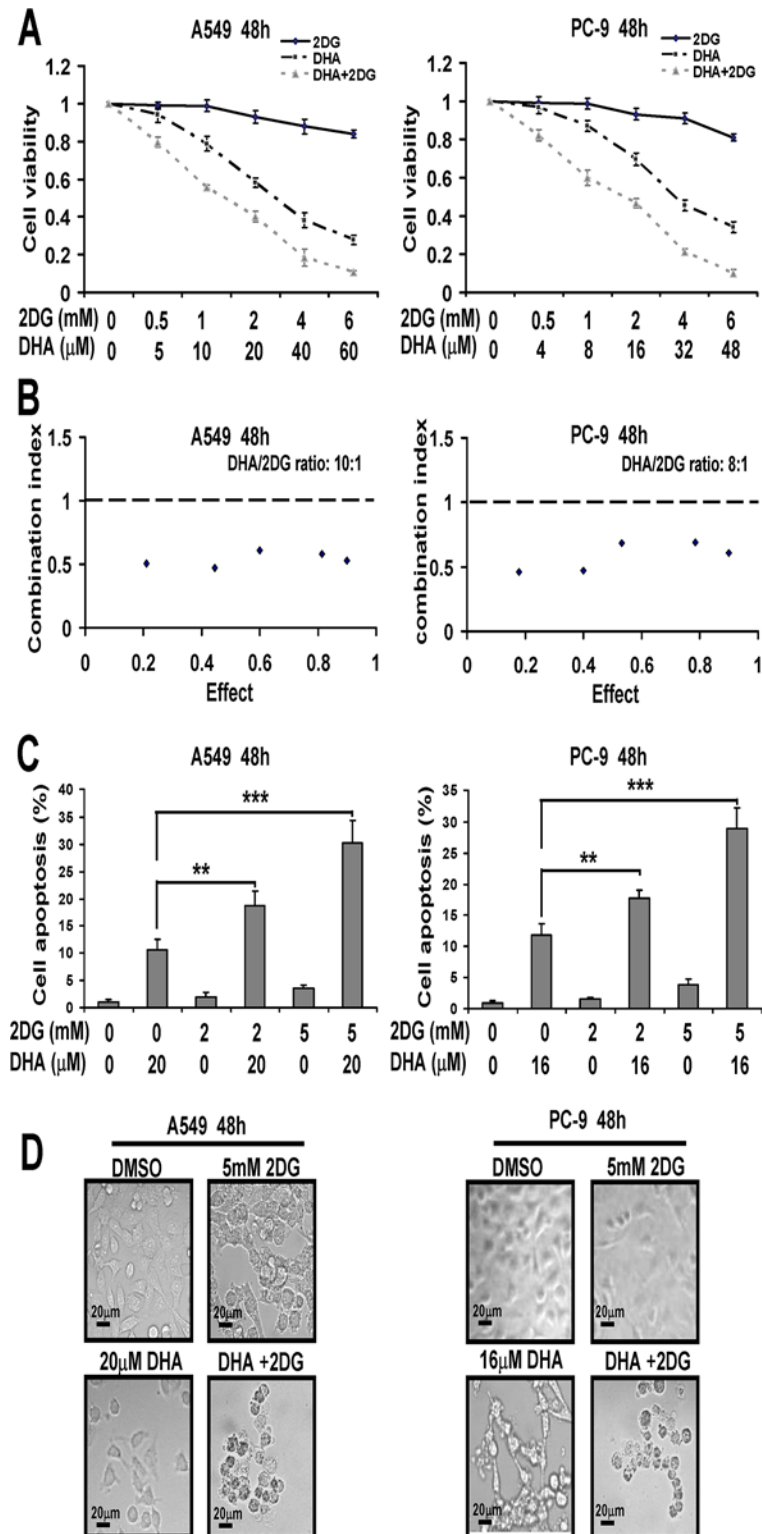 A
A549 48h
2DG
DHA
DHA+2DG
Cell viability
1.2
1
0.8
0.6
0.4
0.2
0
2DG (mM) 0 0.5 1 2 4 6
DHA (μM) 0 5 10 20 40 60
PC-9 48h
2DG
DHA
DHA+2DG
Cell viability
1.2
1
0.8
0.6
0.4
0.2
0
2DG (mM) 0 0.5 1 2 4 6
DHA (μM) 0 4 8 16 32 48
B
A549 48h
DHA/2DG ratio: 10:1
Combination index
1.5
1
0.5
0
0 0.2 0.4 0.6 0.8 1
Effect
PC-9 48h
DHA/2DG ratio: 8:1
combination index
1.5
1
0.5
0
0 0.2 0.4 0.6 0.8 1
Effect
C
A549 48h
Cell apoptosis (%)
40
35
30
25
20
15
10
5
0
***
**
2DG (mM) 0 0 2 2 5 5
DHA (μM) 0 20 0 20 0 20
PC-9 48h
Cell apoptosis (%)
35
30
25
20
15
10
5
0
***
**
2DG (mM) 0 0 2 2 5 5
DHA (μM) 0 16 0 16 0 16
D
A549 48h
DMSO 5mM 2DG
20μm 20μm
20μM DHA DHA +2DG
20μm 20μm
PC-9 48h
DMSO 5mM 2DG
20μm 20μm
16μM DHA DHA +2DG
20μm 20μm